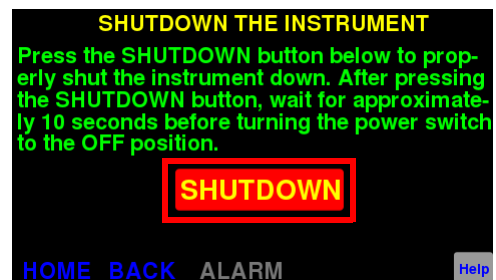 SHUTDOWN THE INSTRUMENT
Press the SHUTDOWN button below to prop-
erly shut the instrument down. After pressing
the SHUTDOWN button, wait for approximate-
ly 10 seconds before turning the power switch
to the OFF position.
SHUTDOWN
HOME BACK ALARM Help